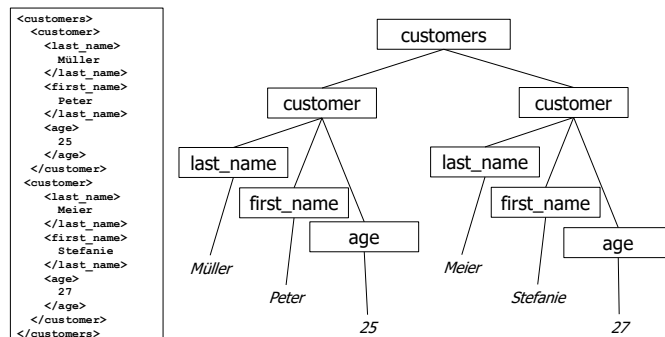 <customers>
<customer>
<last_name>
Müller
</last_name>
<first_name>
Peter
</last_name>
<age>
25
</age>
</customer>
<customer>
<last_name>
Meier
</last_name>
<first_name>
Stefanie
</last_name>
<age>
27
</age>
</customer>
</customers>
customers
customer customer
last_name last_name
first_name first_name
age age
Müller Meier
Peter Stefanie
25 27